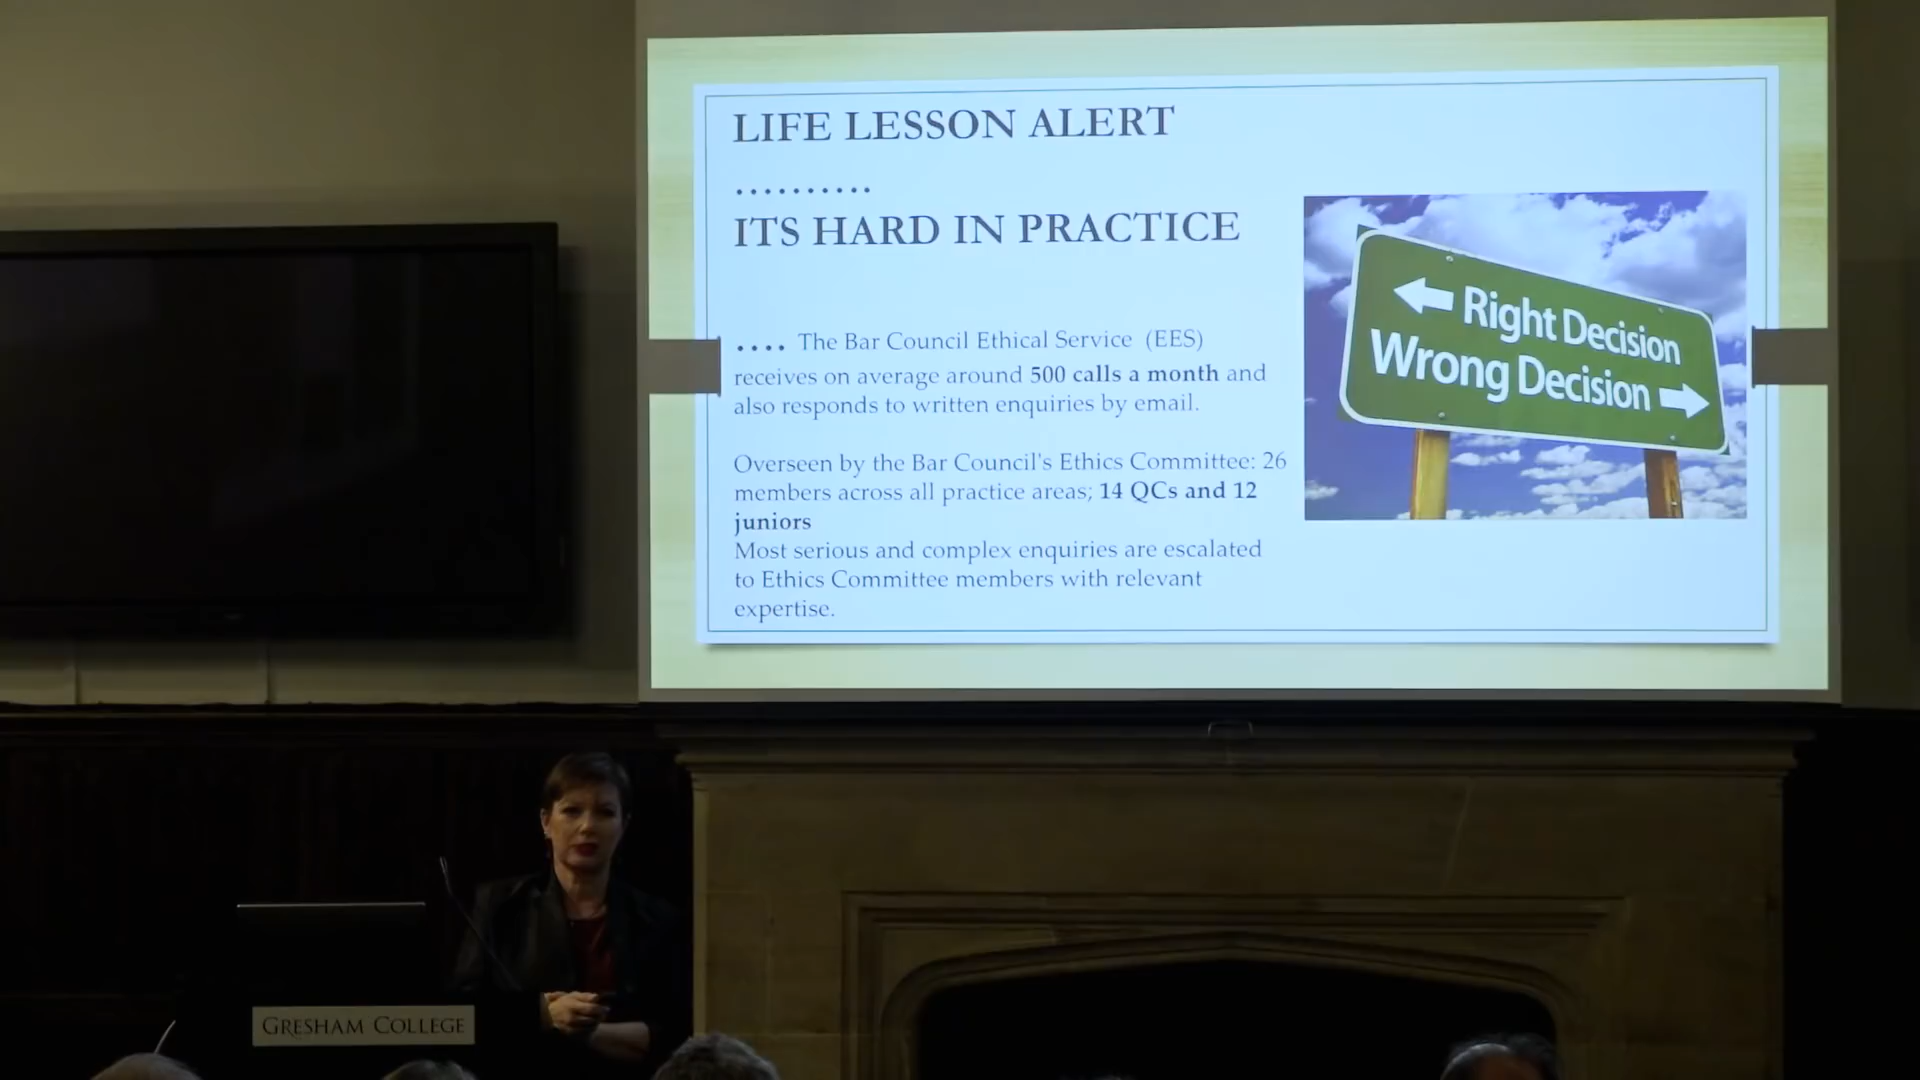 LIFE LESSON ALERT
..........
ITS HARD IN PRACTICE
.... The Bar Council Ethical Service (EES)
receives on average around 500 calls a month and
also responds to written enquiries by email.
Overseen by the Bar Council's Ethics Committee: 26
members across all practice areas; 14 QCs and 12
juniors
Most serious and complex enquiries are escalated
to Ethics Committee members with relevant
expertise.
Right Decision
Wrong Decision
GRESHAM COLLEGE